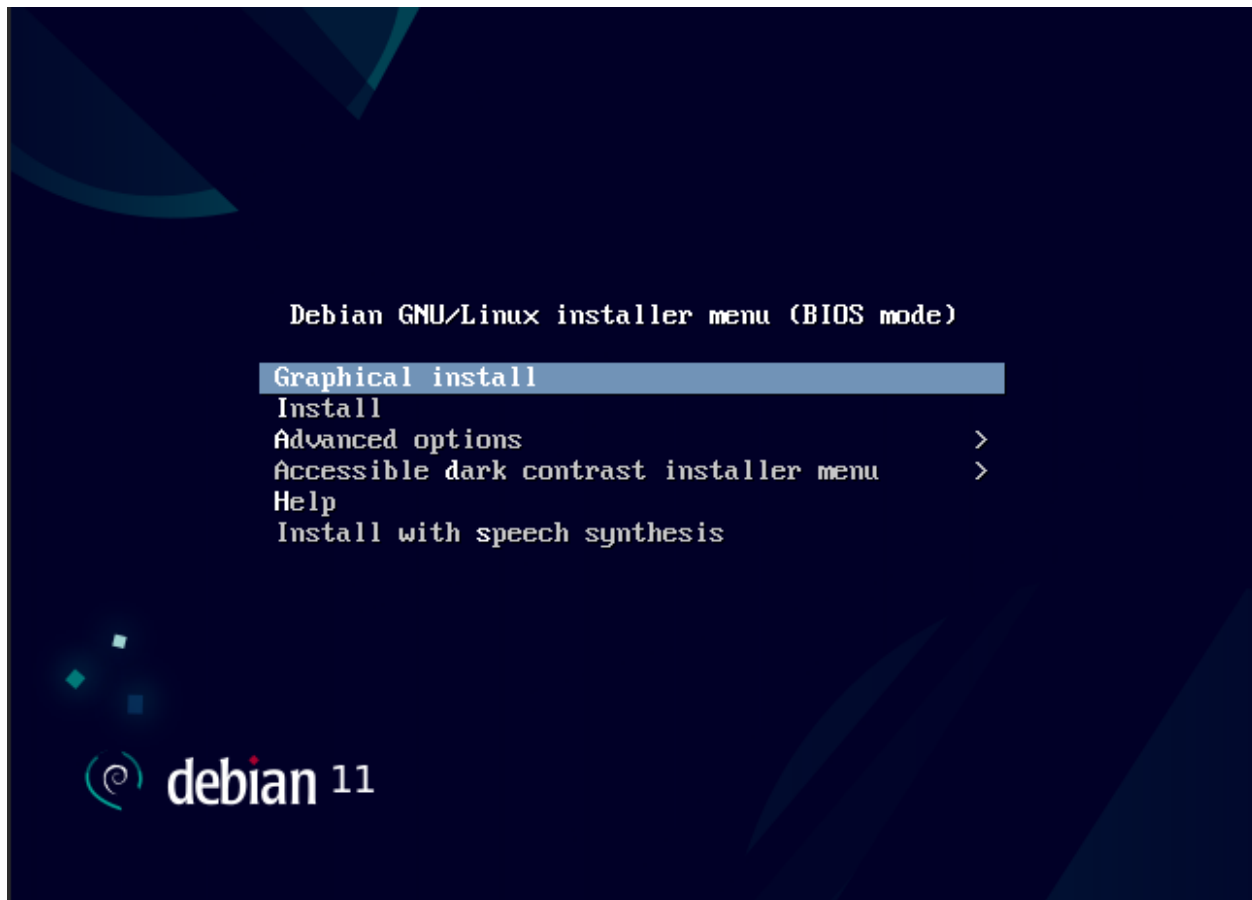 Debian GNU/Linux installer menu (BIOS mode)
Graphical install
Install
Advanced options >
Accessible dark contrast installer menu >
Help
Install with speech synthesis
debian 11